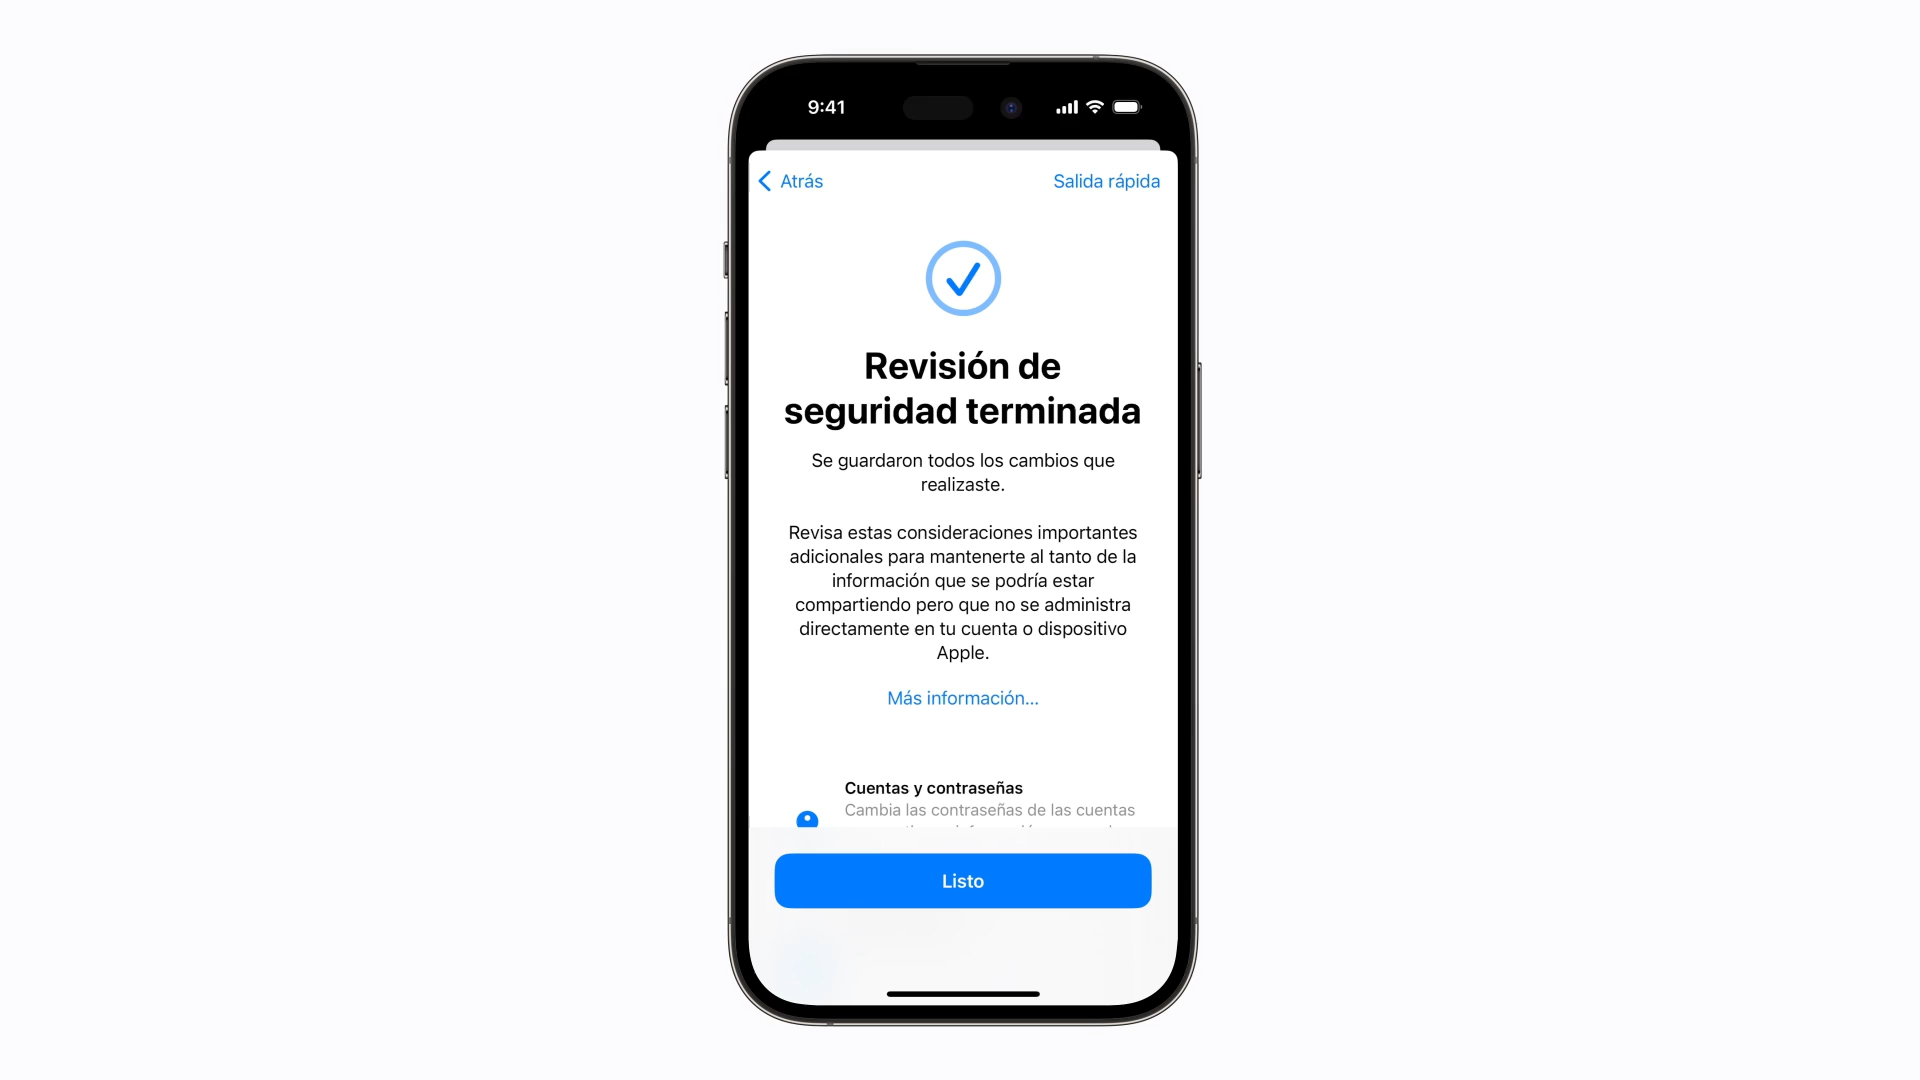 9:41
Atrás
Salida rápida
Revisión de
seguridad terminada
Se guardaron todos los cambios que
realizaste.
Revisa estas consideraciones importantes
adicionales para mantenerte al tanto de la
información que se podría estar
compartiendo pero que no se administra
directamente en tu cuenta o dispositivo
Apple.
Más información...
Cuentas y contraseñas
Cambia las contraseñas de las cuentas
Listo